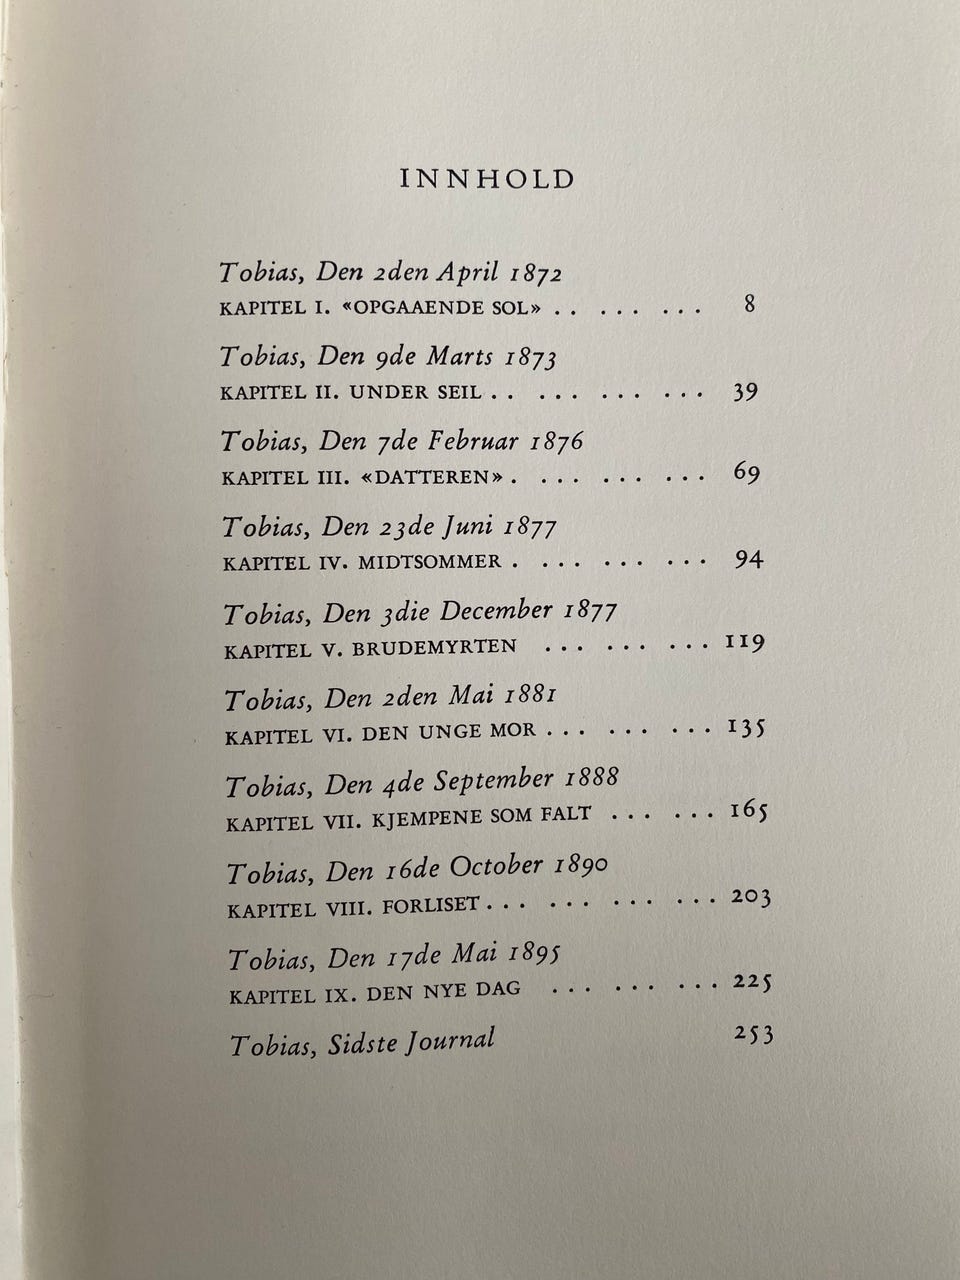 INNHOLD
Tobias, Den 2den April 1872
KAPITEL I. «OPGAAENDE SOL» . . . . . . . . 8
Tobias, Den 9de Marts 1873
KAPITEL II. UNDER SEIL . . . . . . . . . . . 39
Tobias, Den 7de Februar 1876
KAPITEL III. «DATTEREN» . . . . . . . . . . 69
Tobias, Den 23de Juni 1877
KAPITEL IV. MIDTSOMMER . . . . . . . . . . 94
Tobias, Den 3die December 1877
KAPITEL V. BRUDEMYRTEN . . . . . . . . . 119
Tobias, Den 2den Mai 1881
KAPITEL VI. DEN UNGE MOR . . . . . . . . . 135
Tobias, Den 4de September 1888
KAPITEL VII. KJEMPENE SOM FALT . . . . . . 165
Tobias, Den 16de October 1890
KAPITEL VIII. FORLISET . . . . . . . . . . . . 203
Tobias, Den 17de Mai 1895
KAPITEL IX. DEN NYE DAG . . . . . . . . . 225
Tobias, Sidste Journal 253